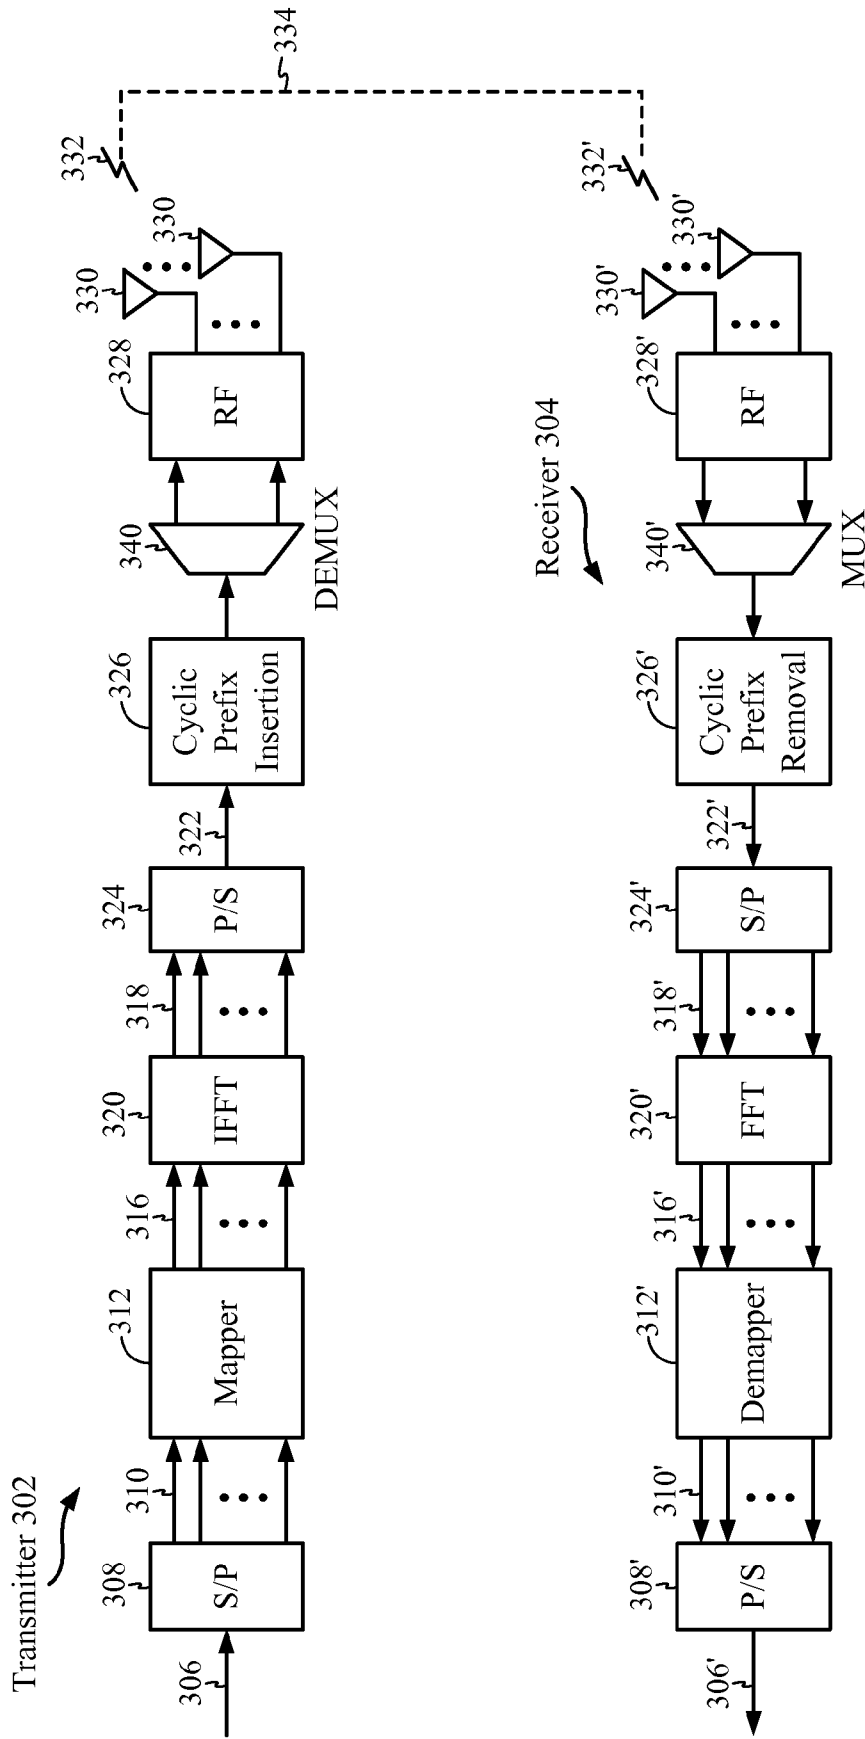 Transmitter 302
306
308
S/P
310
312
Mapper
316
320
IFFT
318
324
P/S
322
326
Cyclic
Prefix
Insertion
340
DEMUX
328
RF
330
330
332
334
Receiver 304
306'
308'
P/S
310'
312'
Demapper
316'
320'
FFT
318'
324'
S/P
322'
326'
Cyclic
Prefix
Removal
340'
MUX
328'
RF
330'
330'
332'